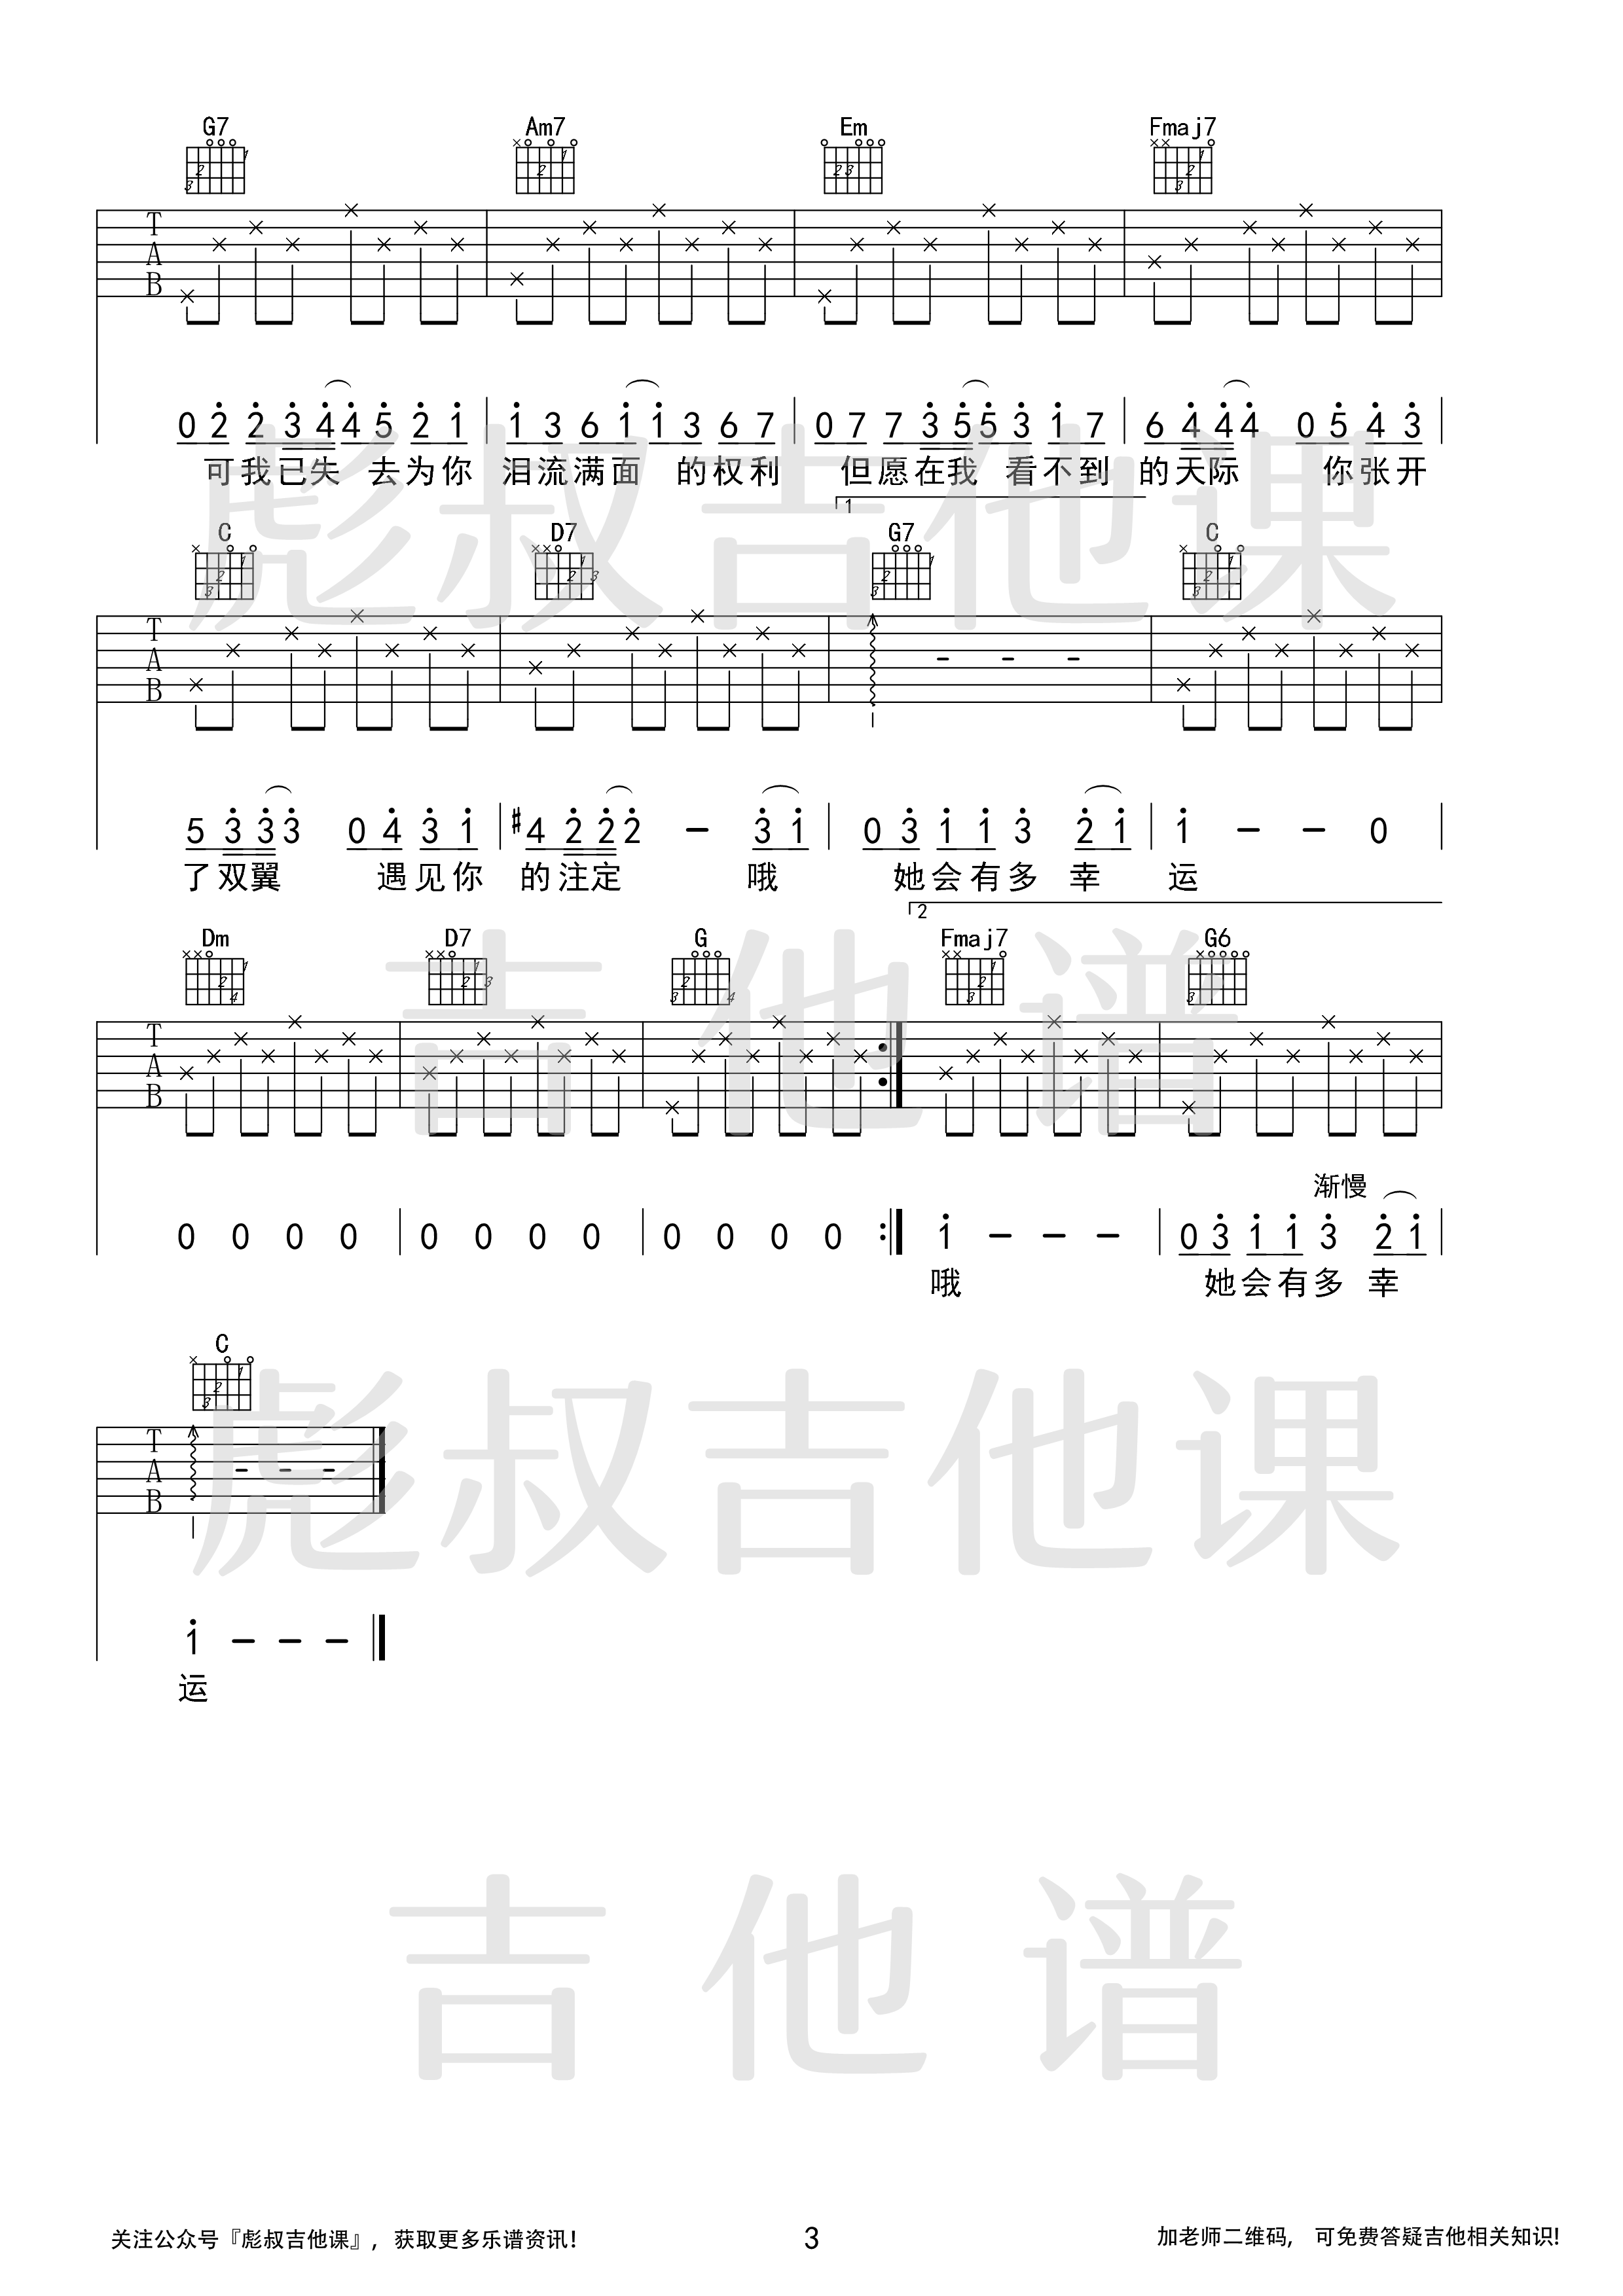 G7 Am7 Em Fmaj7
T
A
B
0 2 2 3 4 4 5 2 1 | 1 3 6 1 1 3 6 7 | 0 7 7 3 5 5 3 1 7 | 6 4 4 4 0 5 4 3
可我已失 去为你 泪流满面 的权利 但愿在我 看不到 的天际 你张开
1
C D7 G7 C
T
A
B
5 3 3 3 0 4 3 1 | #4 2 2 2 - 3 1 | 0 3 1 1 3 2 1 | 1 - - 0
了双翼 遇见你 的注定 哦 她会有多 幸 运
2
Dm D7 G Fmaj7 G6
T
A
B
渐慢
0 0 0 0 | 0 0 0 0 | 0 0 0 0 :| 1 - - - | 0 3 1 1 3 2 1
哦 她会有多 幸
C
T
A
B
1 - - -
运
彪叔吉他课
吉他谱
彪叔吉他课
吉他谱
关注公众号『彪叔吉他课』，获取更多乐谱资讯！ 3 加老师二维码， 可免费答疑吉他相关知识！